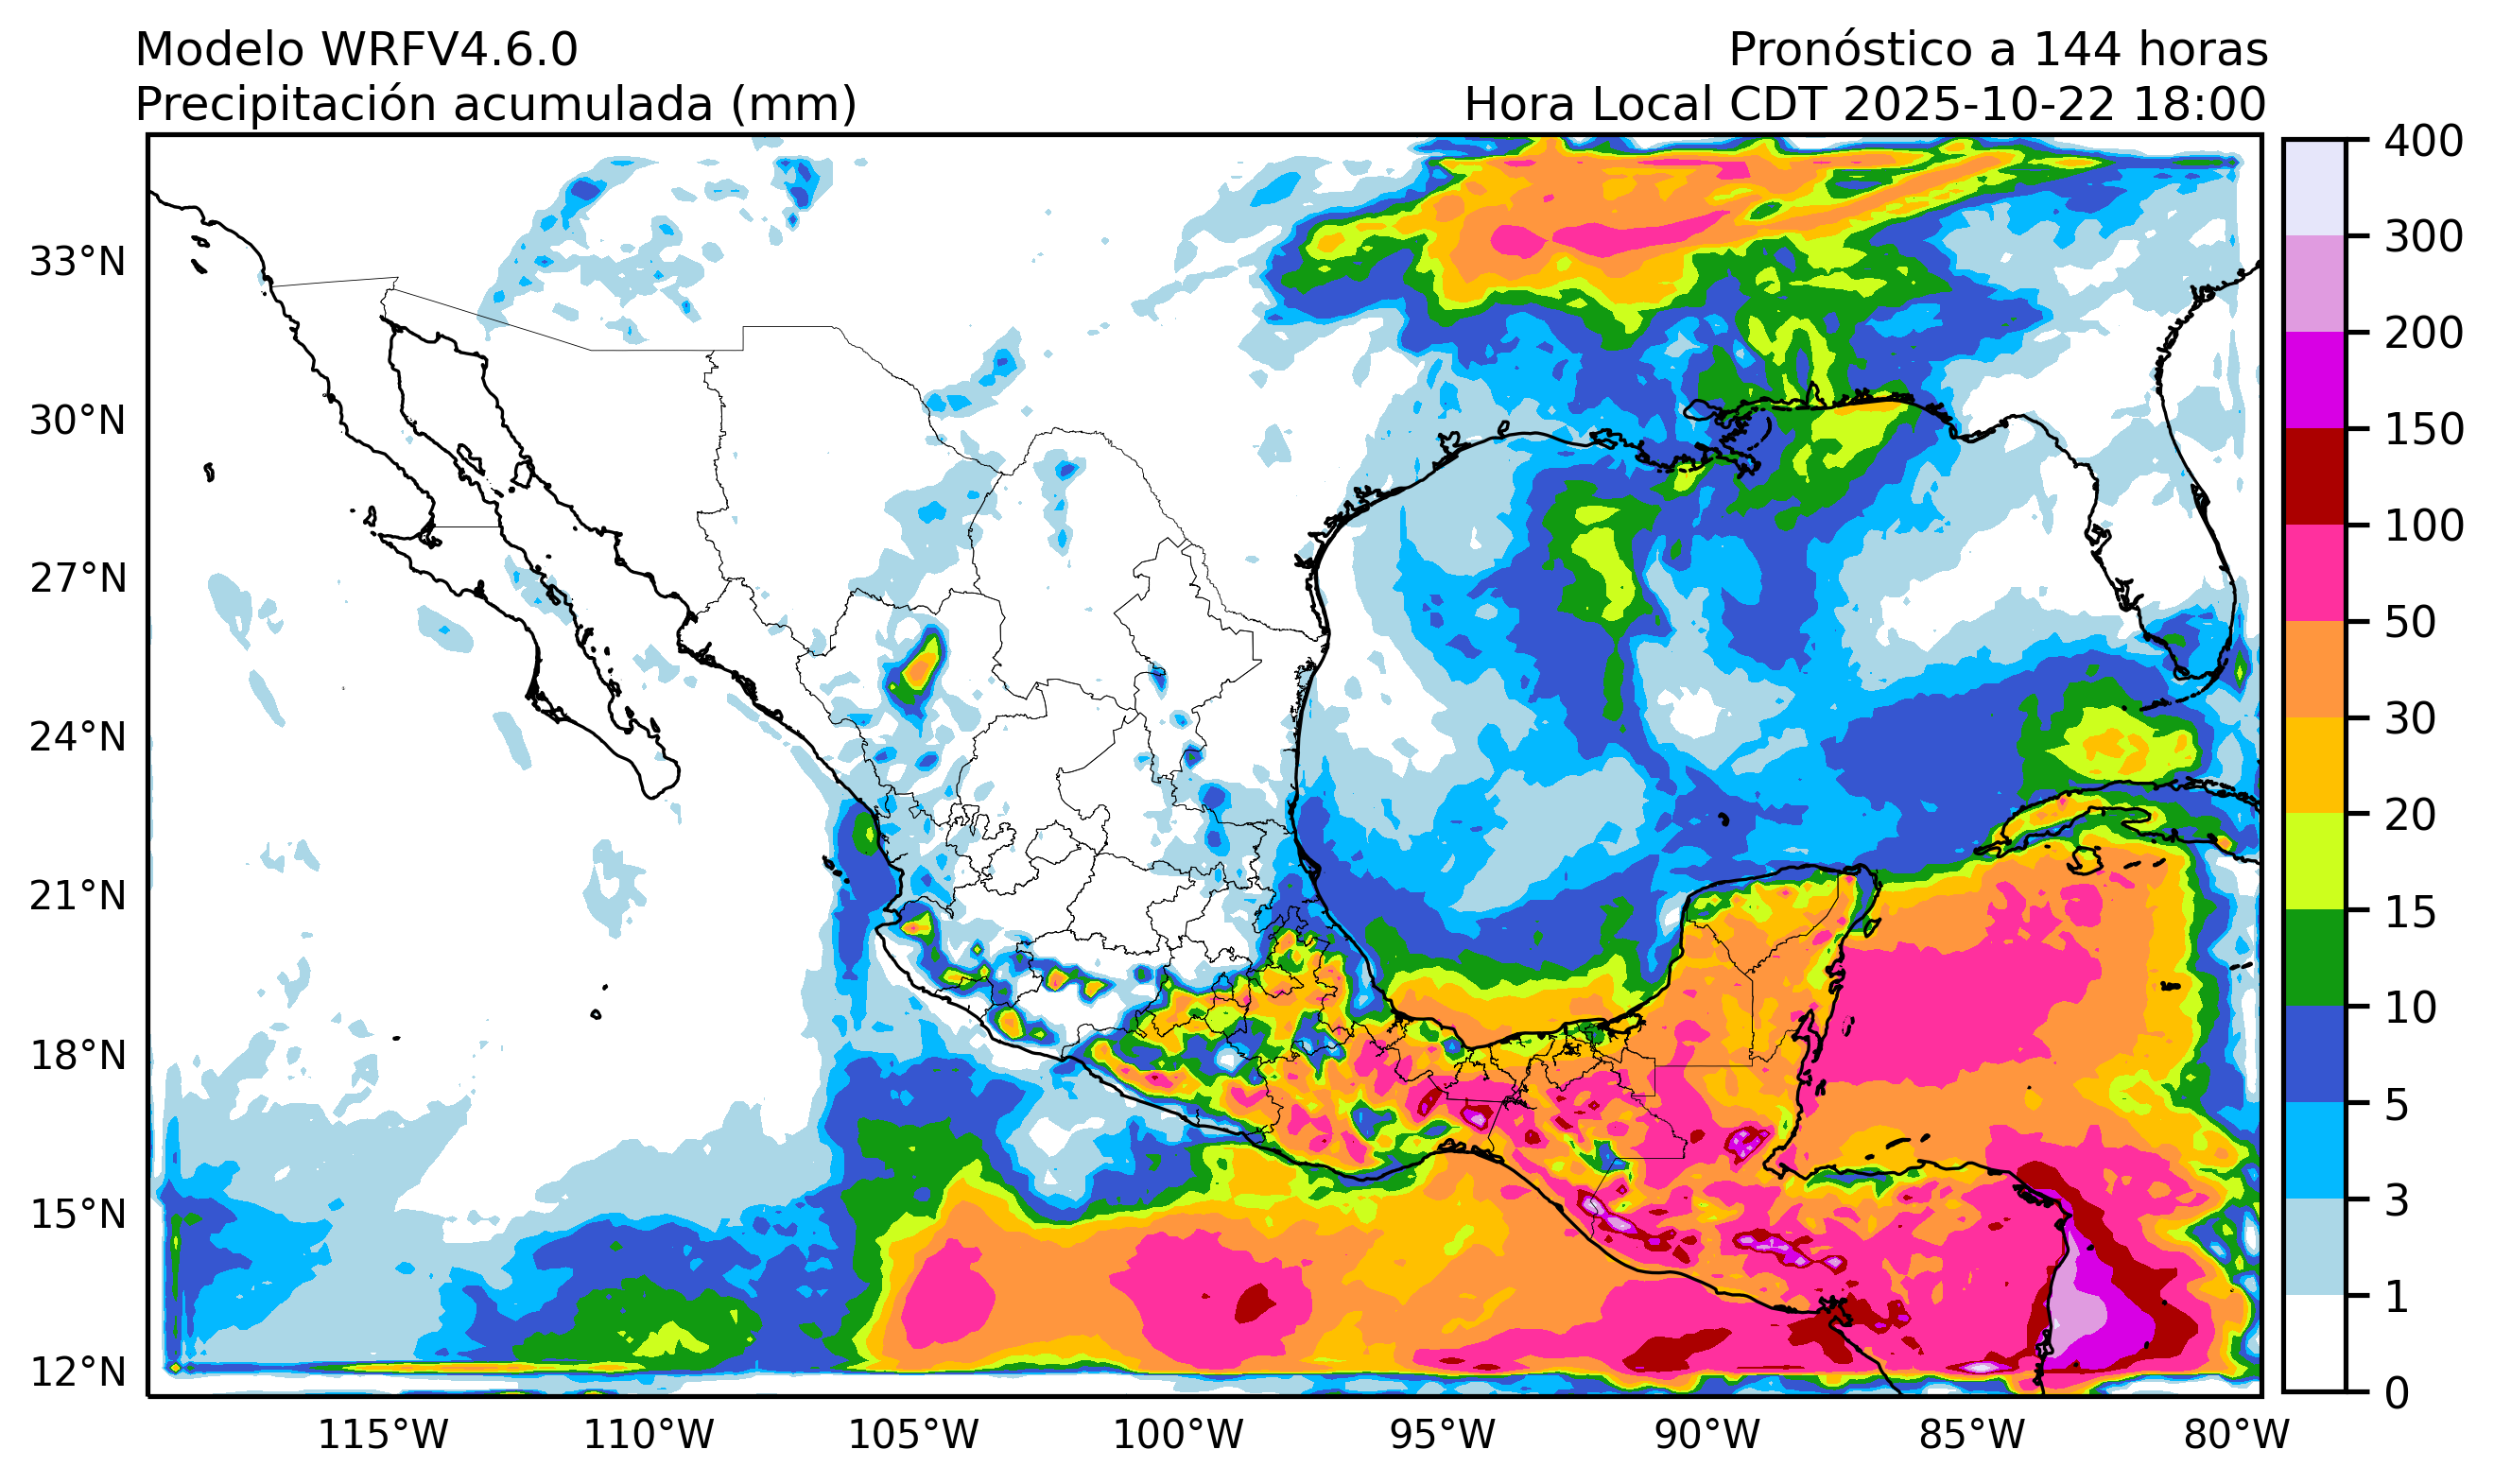 Modelo WRFV4.6.0
Pronóstico a 144 horas
Precipitación acumulada (mm)
Hora Local CDT 2025-10-22 18:00
33°N
30°N
27°N
24°N
21°N
18°N
15°N
12°N
115°W
110°W
105°W
100°W
95°W
90°W
85°W
80°W
400
300
200
150
100
50
30
20
15
10
5
3
1
0